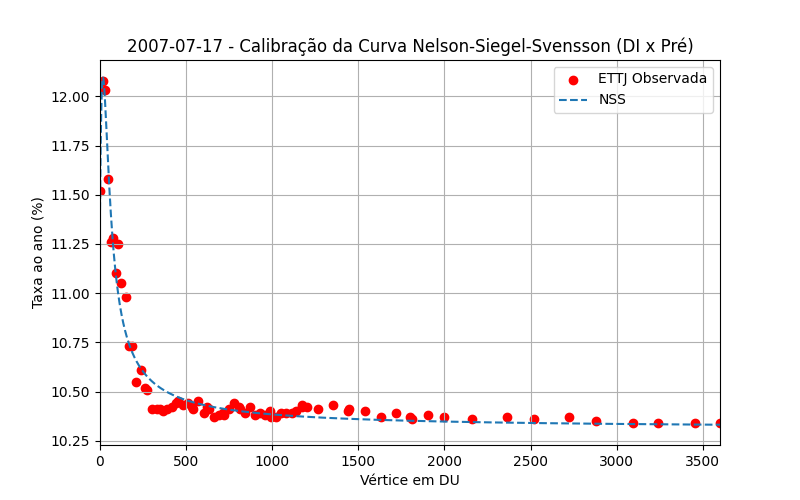 2007-07-17 - Calibração da Curva Nelson-Siegel-Svensson (DI x Pré)
ETTJ Observada
NSS
Taxa ao ano (%)
12.00
11.75
11.50
11.25
11.00
10.75
10.50
10.25
0 500 1000 1500 2000 2500 3000 3500
Vértice em DU